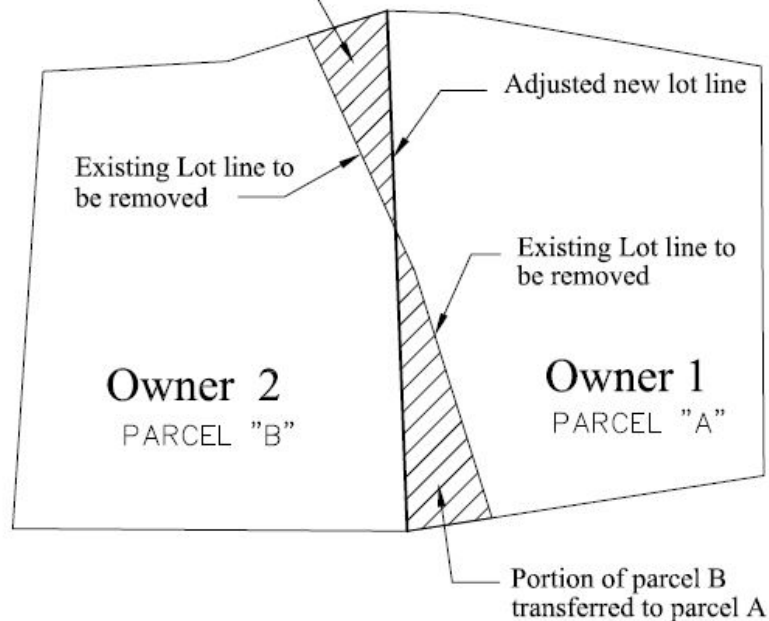 Adjusted new lot line
Existing Lot line to
be removed
Existing Lot line to
be removed
Owner 2
PARCEL "B"
Owner 1
PARCEL "A"
Portion of parcel B
transferred to parcel A